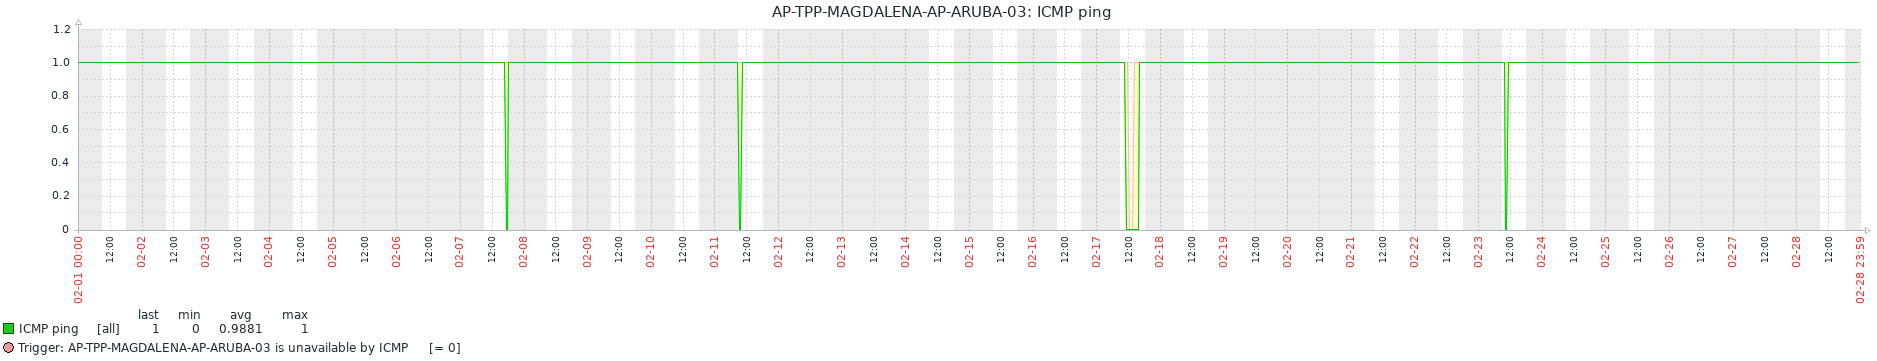 AP-TPP-MAGDALENA-AP-ARUBA-03: ICMP ping
1.2
1.0
0.8
0.6
0.4
0.2
0
02-01 00:00 12:00 02-02 12:00 02-03 12:00 02-04 12:00 02-05 12:00 02-06 12:00 02-07 12:00 02-08 12:00 02-09 12:00 02-10 12:00 02-11 12:00 02-12 12:00 02-13 12:00 02-14 12:00 02-15 12:00 02-16 12:00 02-17 12:00 02-18 12:00 02-19 12:00 02-20 12:00 02-21 12:00 02-22 12:00 02-23 12:00 02-24 12:00 02-25 12:00 02-26 12:00 02-27 12:00 02-28 12:00 02-28 23:59
last min avg max
ICMP ping [all] 1 0 0.9881 1
Trigger: AP-TPP-MAGDALENA-AP-ARUBA-03 is unavailable by ICMP [= 0]